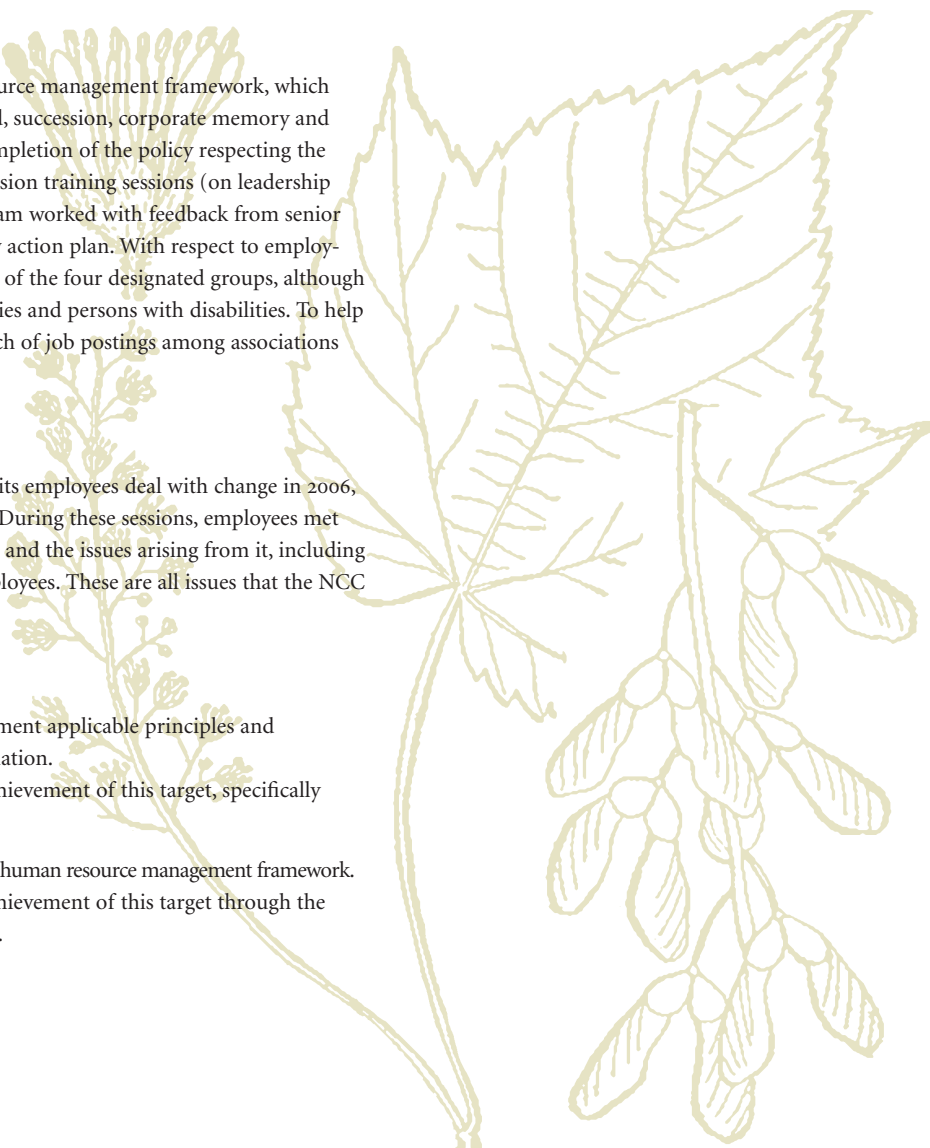 urce management framework, which
, succession, corporate memory and
mpletion of the policy respecting the
sion training sessions (on leadership
am worked with feedback from senior
action plan. With respect to employ-
of the four designated groups, although
ies and persons with disabilities. To help
ch of job postings among associations
its employees deal with change in 2006,
During these sessions, employees met
and the issues arising from it, including
ployees. These are all issues that the NCC
ment applicable principles and
ation.
hievement of this target, specifically
human resource management framework.
hievement of this target through the
.